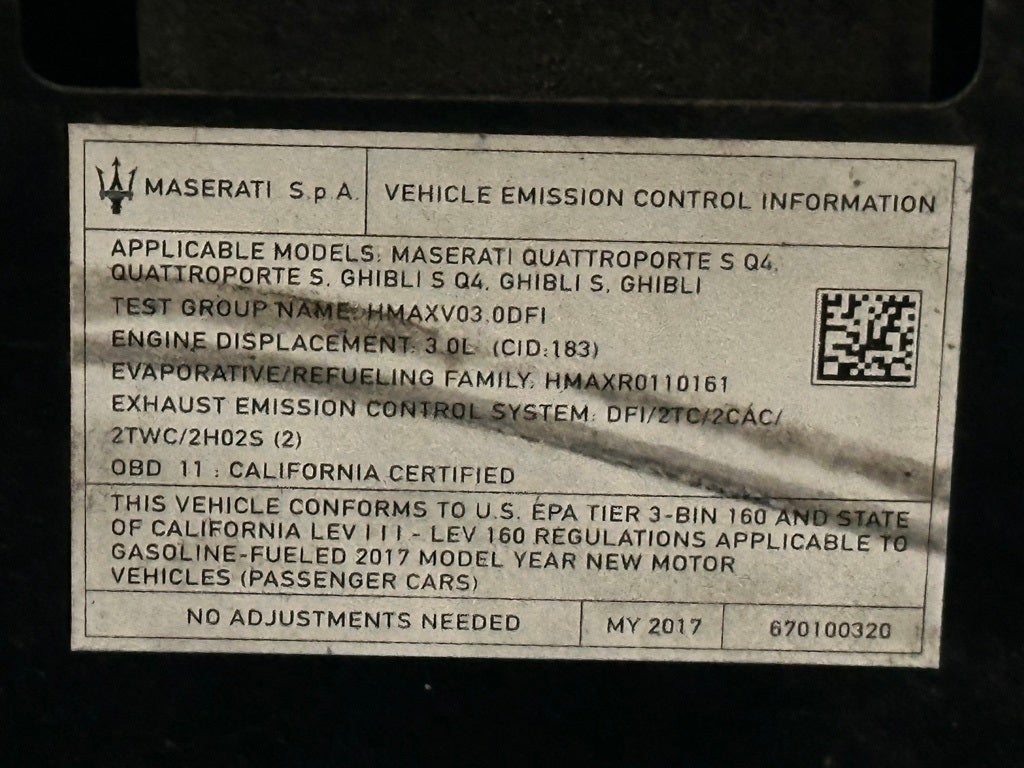 MASERATI S.p.A.
VEHICLE EMISSION CONTROL INFORMATION
APPLICABLE MODELS: MASERATI QUATTROPORTE S Q4,
QUATTROPORTE S, GHIBLI S Q4, GHIBLI S, GHIBLI
TEST GROUP NAME: HMAXV03.0DFI
ENGINE DISPLACEMENT: 3.0L (CID:183)
EVAPORATIVE/REFUELING FAMILY: HMAXR0110161
EXHAUST EMISSION CONTROL SYSTEM: DFI/2TC/2CAC/
2TWC/2H02S (2)
OBD 11 : CALIFORNIA CERTIFIED
THIS VEHICLE CONFORMS TO U.S. EPA TIER 3-BIN 160 AND STATE
OF CALIFORNIA LEV III - LEV 160 REGULATIONS APPLICABLE TO
GASOLINE-FUELED 2017 MODEL YEAR NEW MOTOR
VEHICLES (PASSENGER CARS)
NO ADJUSTMENTS NEEDED
MY 2017
670100320